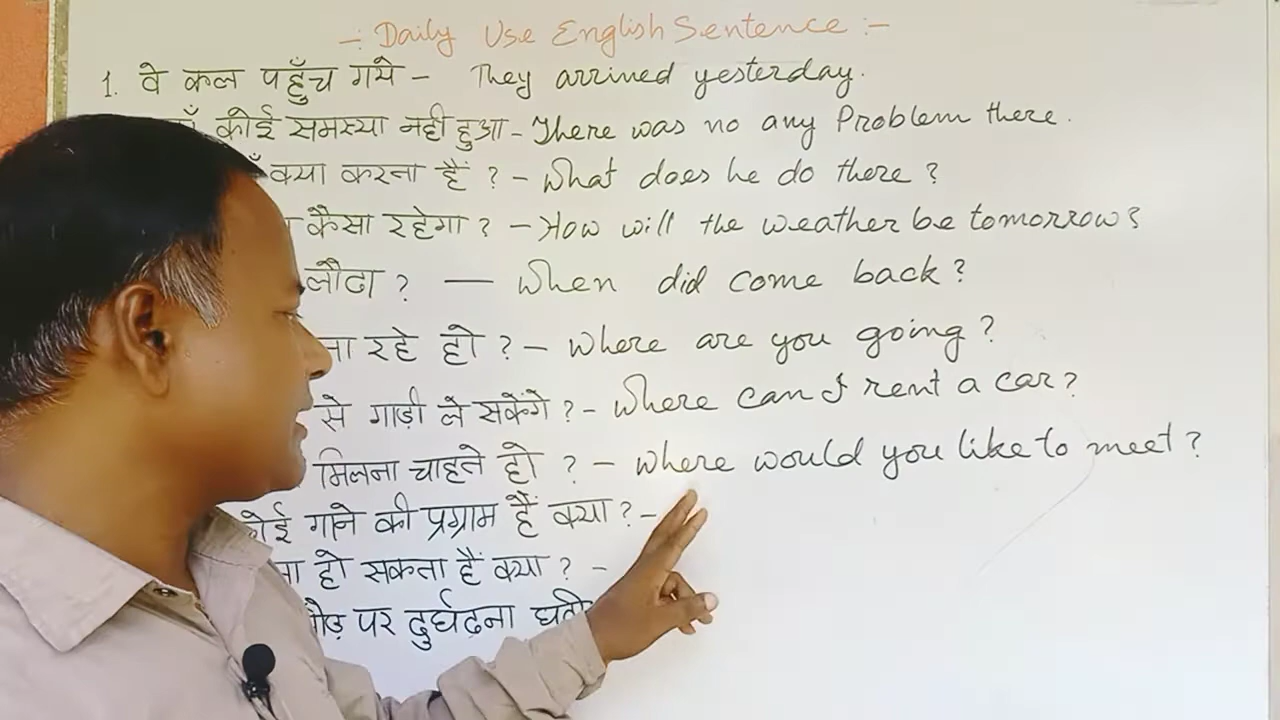 -: Daily Use English Sentence :-
1. वे कल पहुँच गये - They arrined yesterday.
कोई समस्या नही हुआ - There was no any Problem there.
क्या करना हैं ? - What does he do there ?
कैसा रहेगा ? - How will the weather be tomorrow?
लौटा ? - When did come back ?
रहे हो ? - Where are you going ?
से गाड़ी ले सकेंगे ? - Where can I rent a car ?
मिलना चाहते हो ? - Where would you like to meet ?
गाने की प्रग्राम हैं क्या ? -
हो सकता हैं क्या ? -
पर दुर्घटना